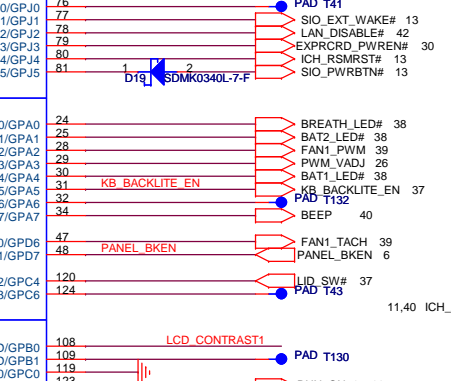 0/GPJ0 76 PAD T41
1/GPJ1 77 SIO_EXT_WAKE# 13
2/GPJ2 78 LAN_DISABLE# 42
3/GPJ3 79 EXPRCRD_PWREN# 30
4/GPJ4 80 ICH_RSMRST# 13
5/GPJ5 81 1 2 SIO_PWRBTN# 13
D19 SDMK0340L-7-F
0/GPA0 24 BREATH_LED# 38
1/GPA1 25 BAT2_LED# 38
2/GPA2 28 FAN1_PWM 39
3/GPA3 29 PWM_VADJ 26
4/GPA4 30 BAT1_LED# 38
5/GPA5 31 KB_BACKLITE_EN KB_BACKLITE_EN 37
6/GPA6 32 PAD T132
7/GPA7 34 BEEP 40
0/GPD6 47 FAN1_TACH 39
1/GPD7 48 PANEL_BKEN PANEL_BKEN 6
2/GPC4 120 LID_SW# 37
3/GPC6 124 PAD T43
11,40 ICH_
0/GPB0 108 LCD_CONTRAST1
D/GPB1 109 PAD T130
0/GPC0 119
123